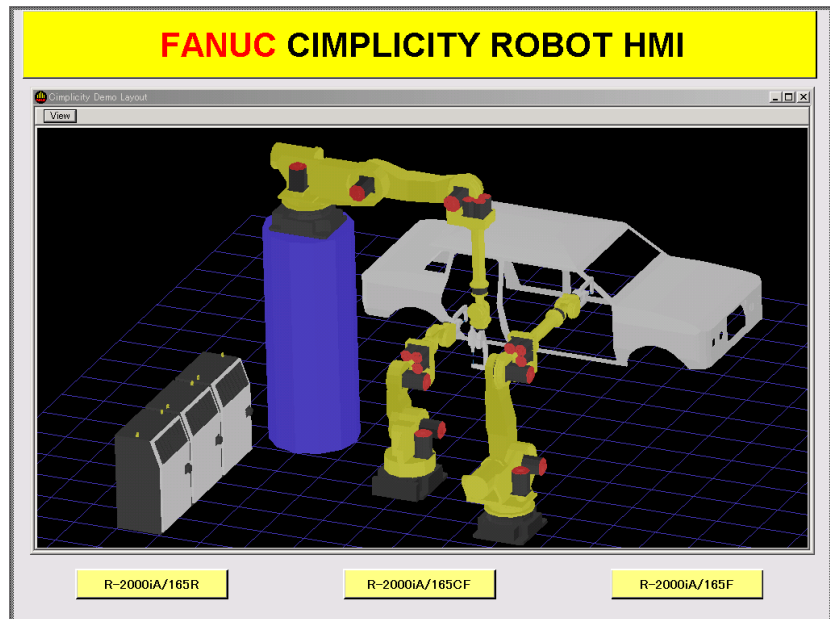 FANUC CIMPLICITY ROBOT HMI
Cimplicity Demo Layout
View
R-2000iA/165R
R-2000iA/165CF
R-2000iA/165F